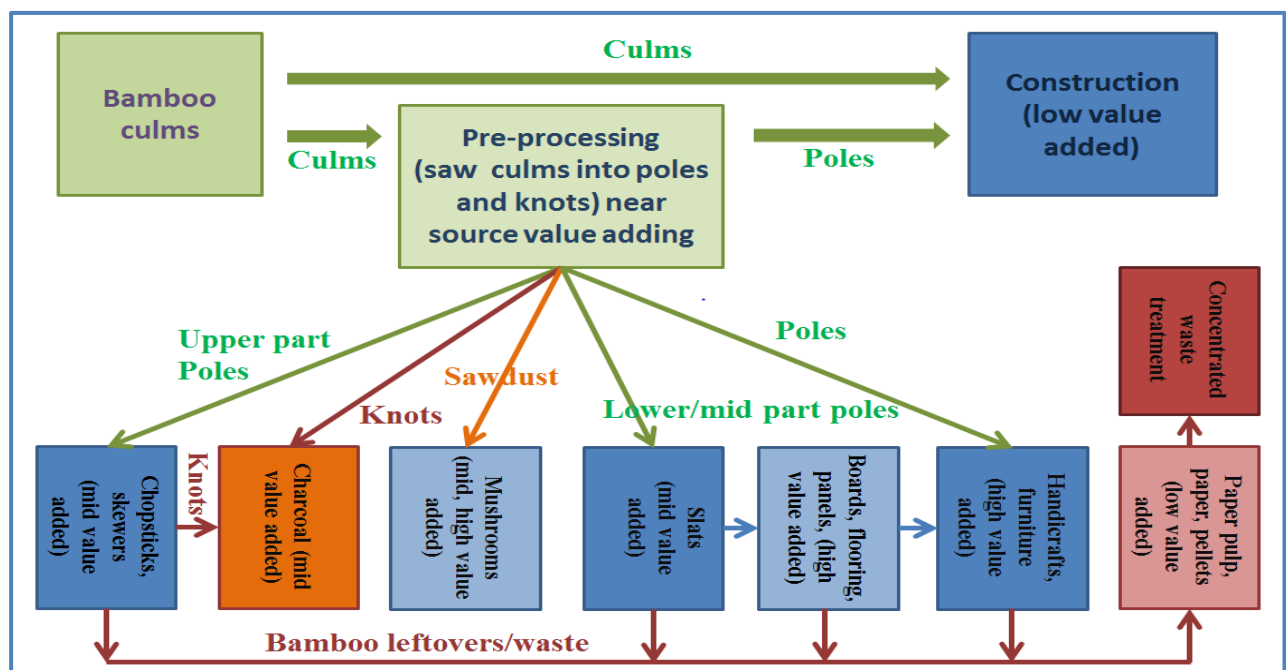 Culms
Bamboo
culms
Construction
(low value
added)
Culms
Pre-processing
(saw culms into poles
and knots) near
source value adding
Poles
Upper part
Poles
Knots
Sawdust
Lower/mid part poles
Poles
Concentrated
waste
treatment
Chopsticks,
skewers
(mid value
added)
Knots
Charcoal (mid
value added)
Mushrooms
(mid, high value
added)
Slats
(mid value
added)
Boards, flooring,
panels, (high
value added)
Handicrafts,
furniture
(high value
added)
Paper pulp,
paper, pellets
(low value
added)
Bamboo leftovers/waste